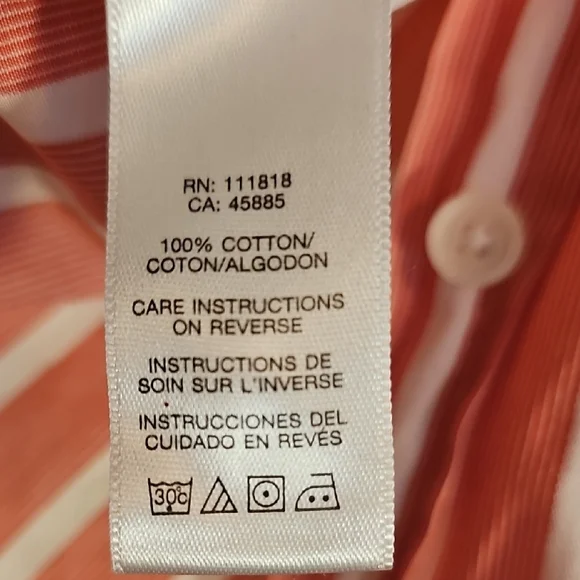 RN: 111818
CA: 45885
100% COTTON/
COTON/ALGODON
CARE INSTRUCTIONS
ON REVERSE
INSTRUCTIONS DE
SOIN SUR L'INVERSE
INSTRUCCIONES DEL
CUIDADO EN REVÉS
30°C